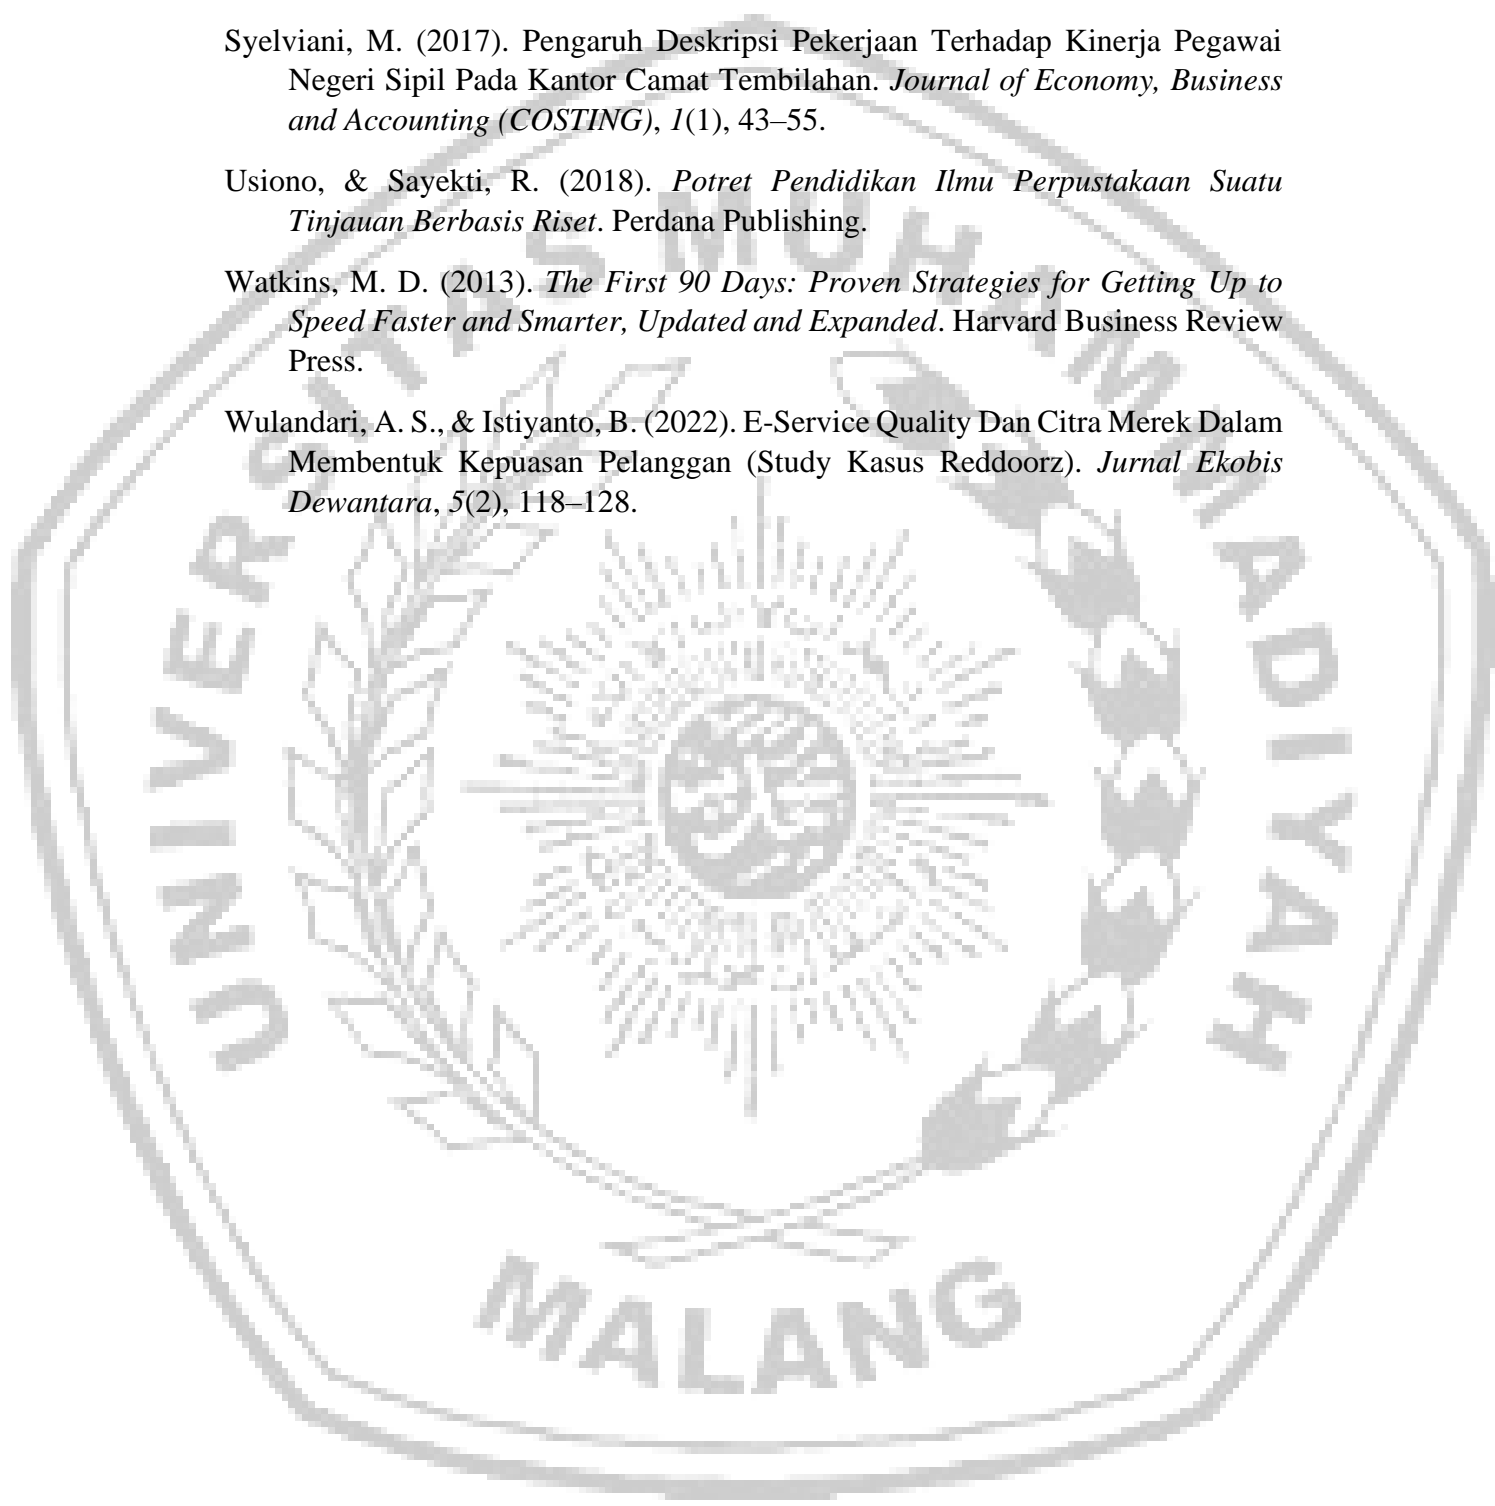 Syelviani, M. (2017). Pengaruh Deskripsi Pekerjaan Terhadap Kinerja Pegawai
Negeri Sipil Pada Kantor Camat Tembilahan. Journal of Economy, Business
and Accounting (COSTING), 1(1), 43–55.
Usiono, & Sayekti, R. (2018). Potret Pendidikan Ilmu Perpustakaan Suatu
Tinjauan Berbasis Riset. Perdana Publishing.
Watkins, M. D. (2013). The First 90 Days: Proven Strategies for Getting Up to
Speed Faster and Smarter, Updated and Expanded. Harvard Business Review
Press.
Wulandari, A. S., & Istiyanto, B. (2022). E-Service Quality Dan Citra Merek Dalam
Membentuk Kepuasan Pelanggan (Study Kasus Reddoorz). Jurnal Ekobis
Dewantara, 5(2), 118–128.
UNIVERSITAS MUHAMMADIYAH
MALANG